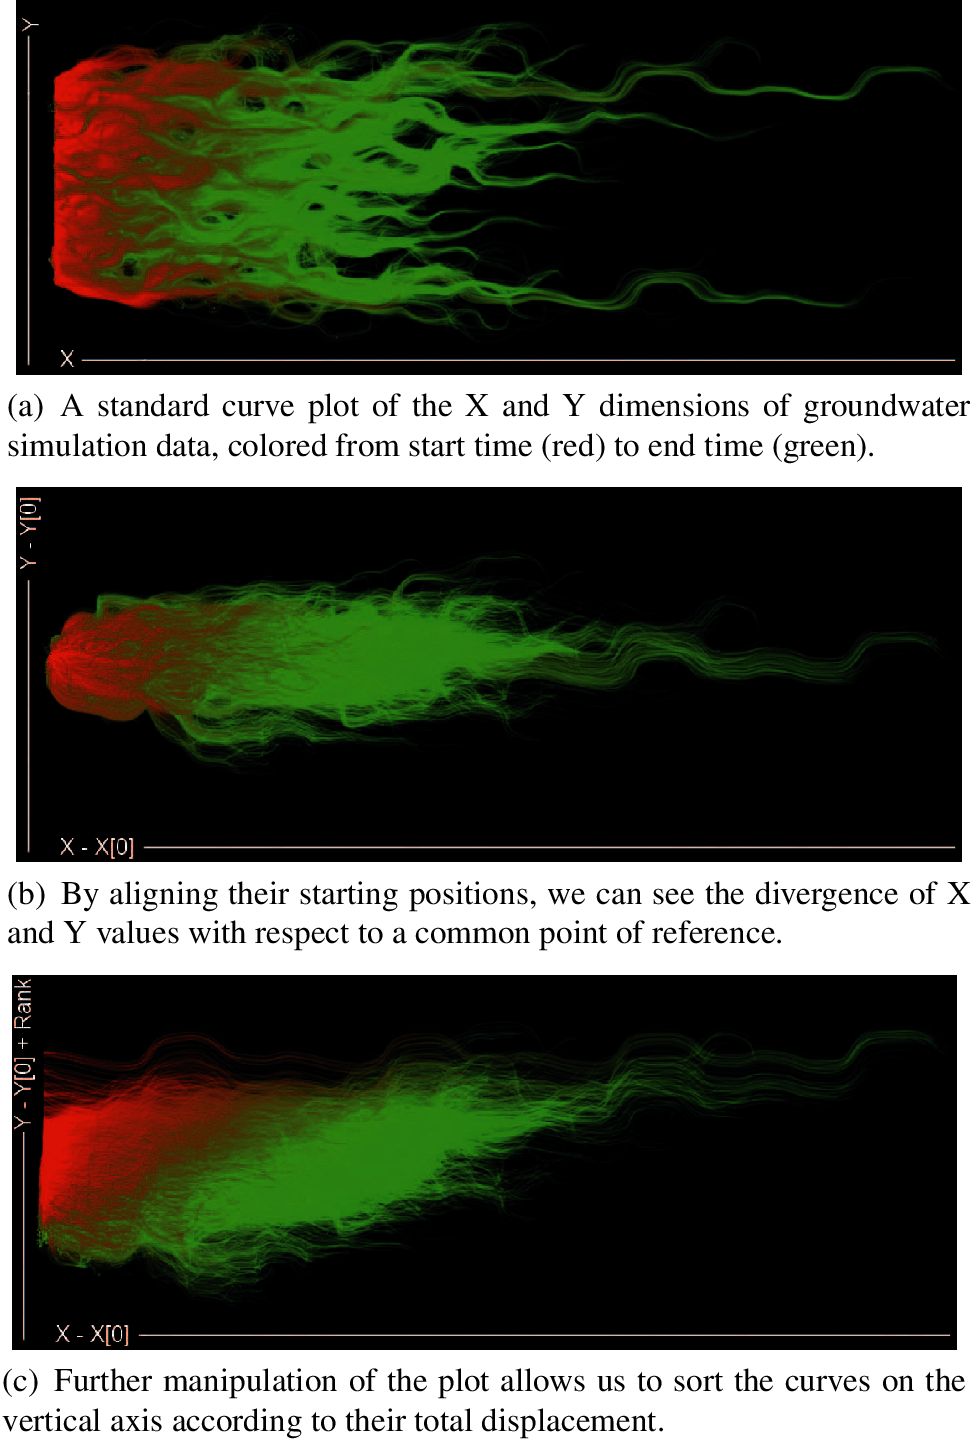 Y
X
(a) A standard curve plot of the X and Y dimensions of groundwater
simulation data, colored from start time (red) to end time (green).
Y - Y[0]
X - X[0]
(b) By aligning their starting positions, we can see the divergence of X
and Y values with respect to a common point of reference.
Y - Y[0] + Rank
X - X[0]
(c) Further manipulation of the plot allows us to sort the curves on the
vertical axis according to their total displacement.